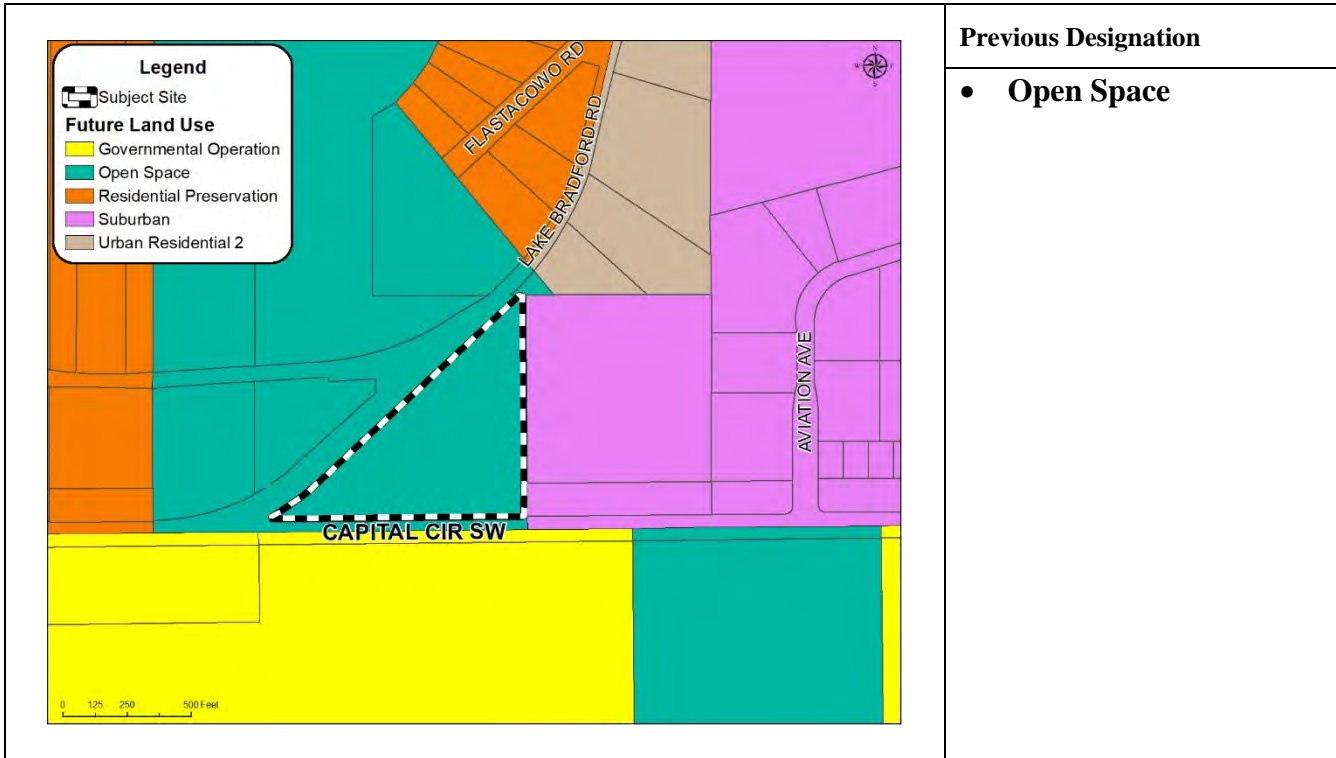 Legend
Subject Site
Future Land Use
Governmental Operation
Open Space
Residential Preservation
Suburban
Urban Residential 2
FLASTACOWO RD
LAKE BRADFORD RD
AVIATION AVE
CAPITAL CIR SW
0 125 250 500 Feet
N
W E
S
Previous Designation
• Open Space